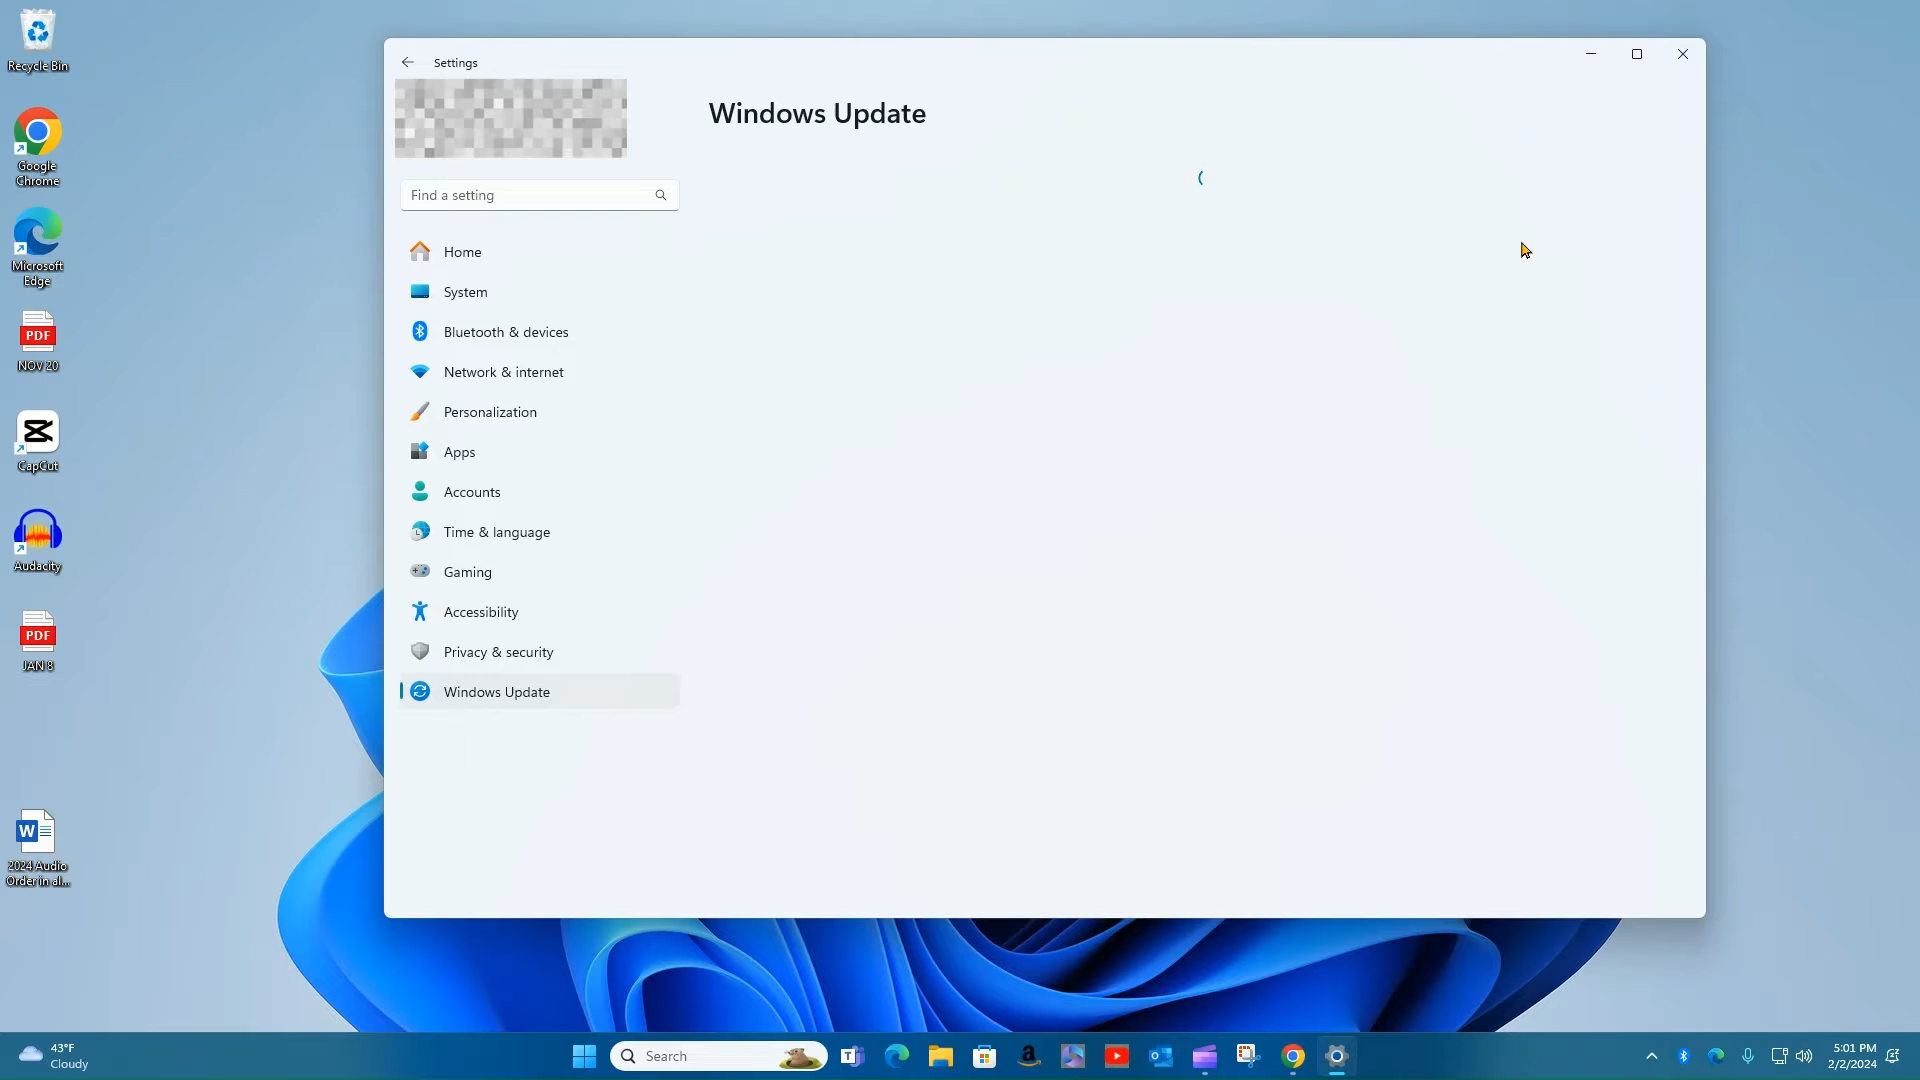 Recycle Bin
Google
Chrome
Microsoft
Edge
PDF
NOV 20
CapCut
Audacity
PDF
JAN 8
W
2024 Audio
Order in al...
Settings
Find a setting
Home
System
Bluetooth & devices
Network & internet
Personalization
Apps
Accounts
Time & language
Gaming
Accessibility
Privacy & security
Windows Update
Windows Update
43°F
Cloudy
Search
5:01 PM
2/2/2024